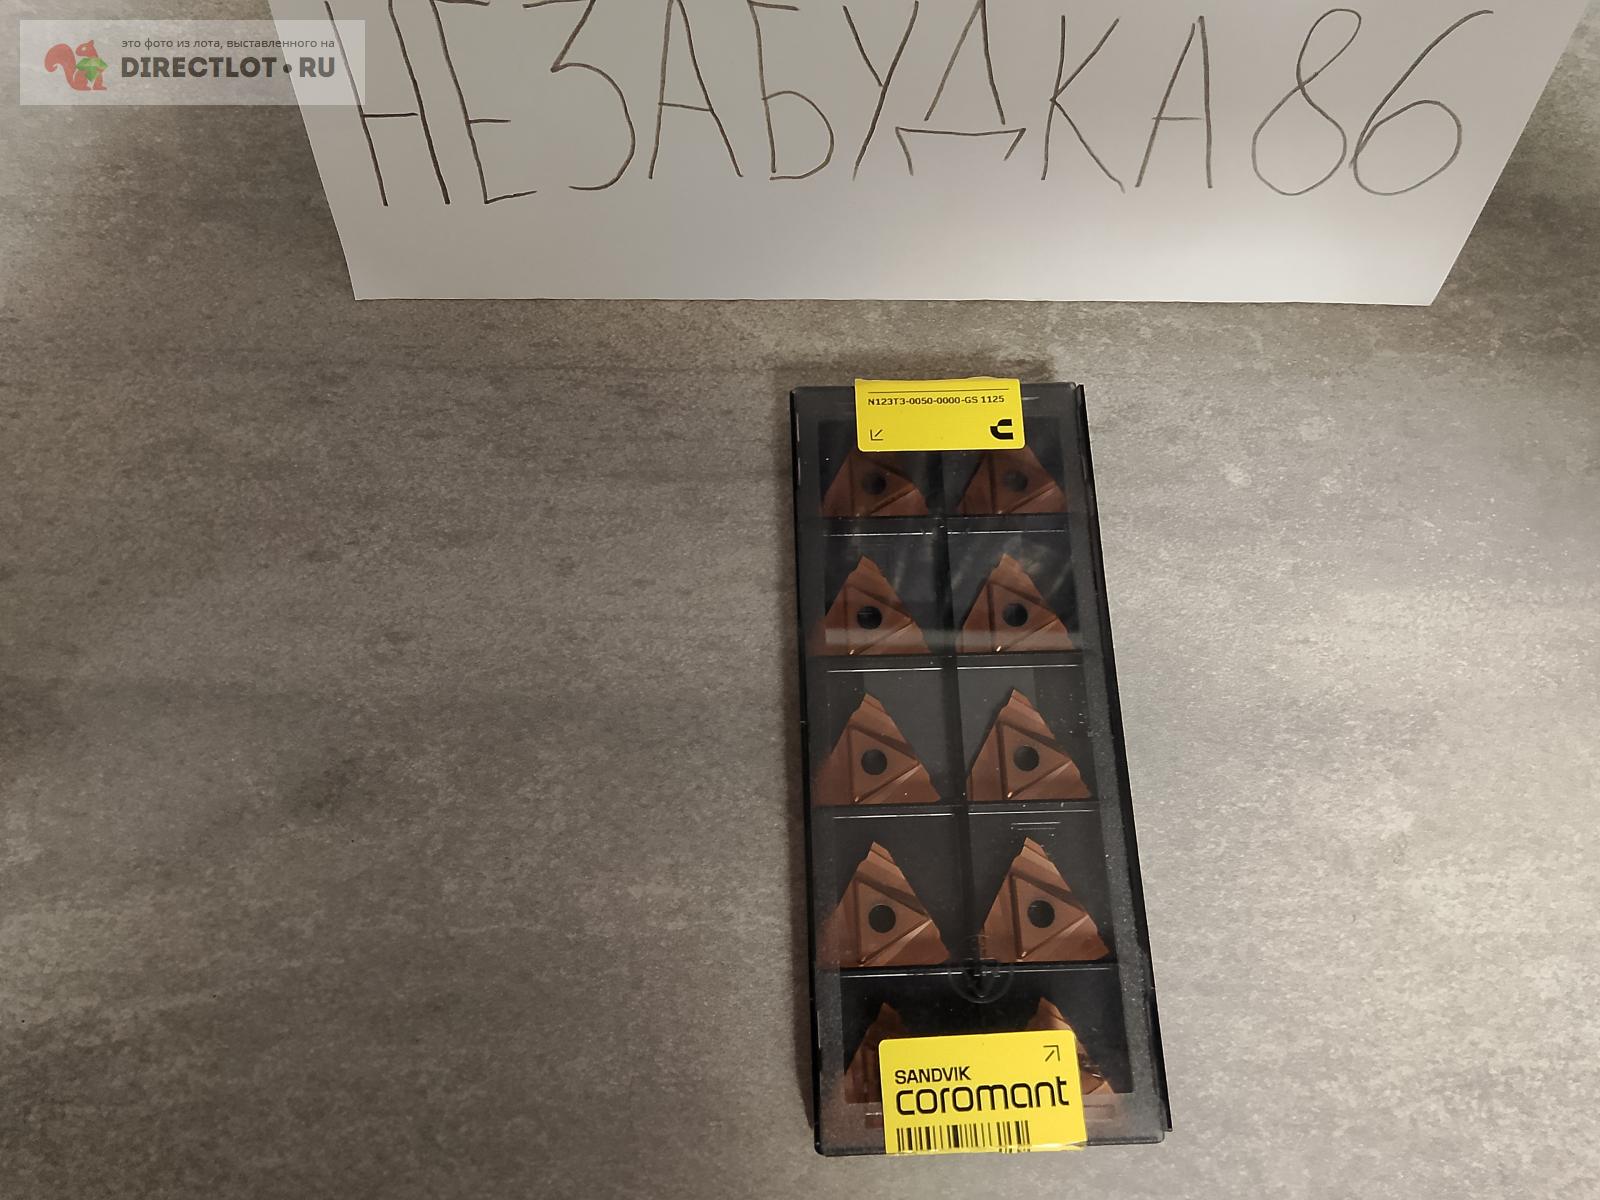 это фото из лота, выставленного на
DIRECTLOT.RU
НЕЗАБУДКА86
N123T3-0050-0000-GS 1125
SANDVIK
coromant